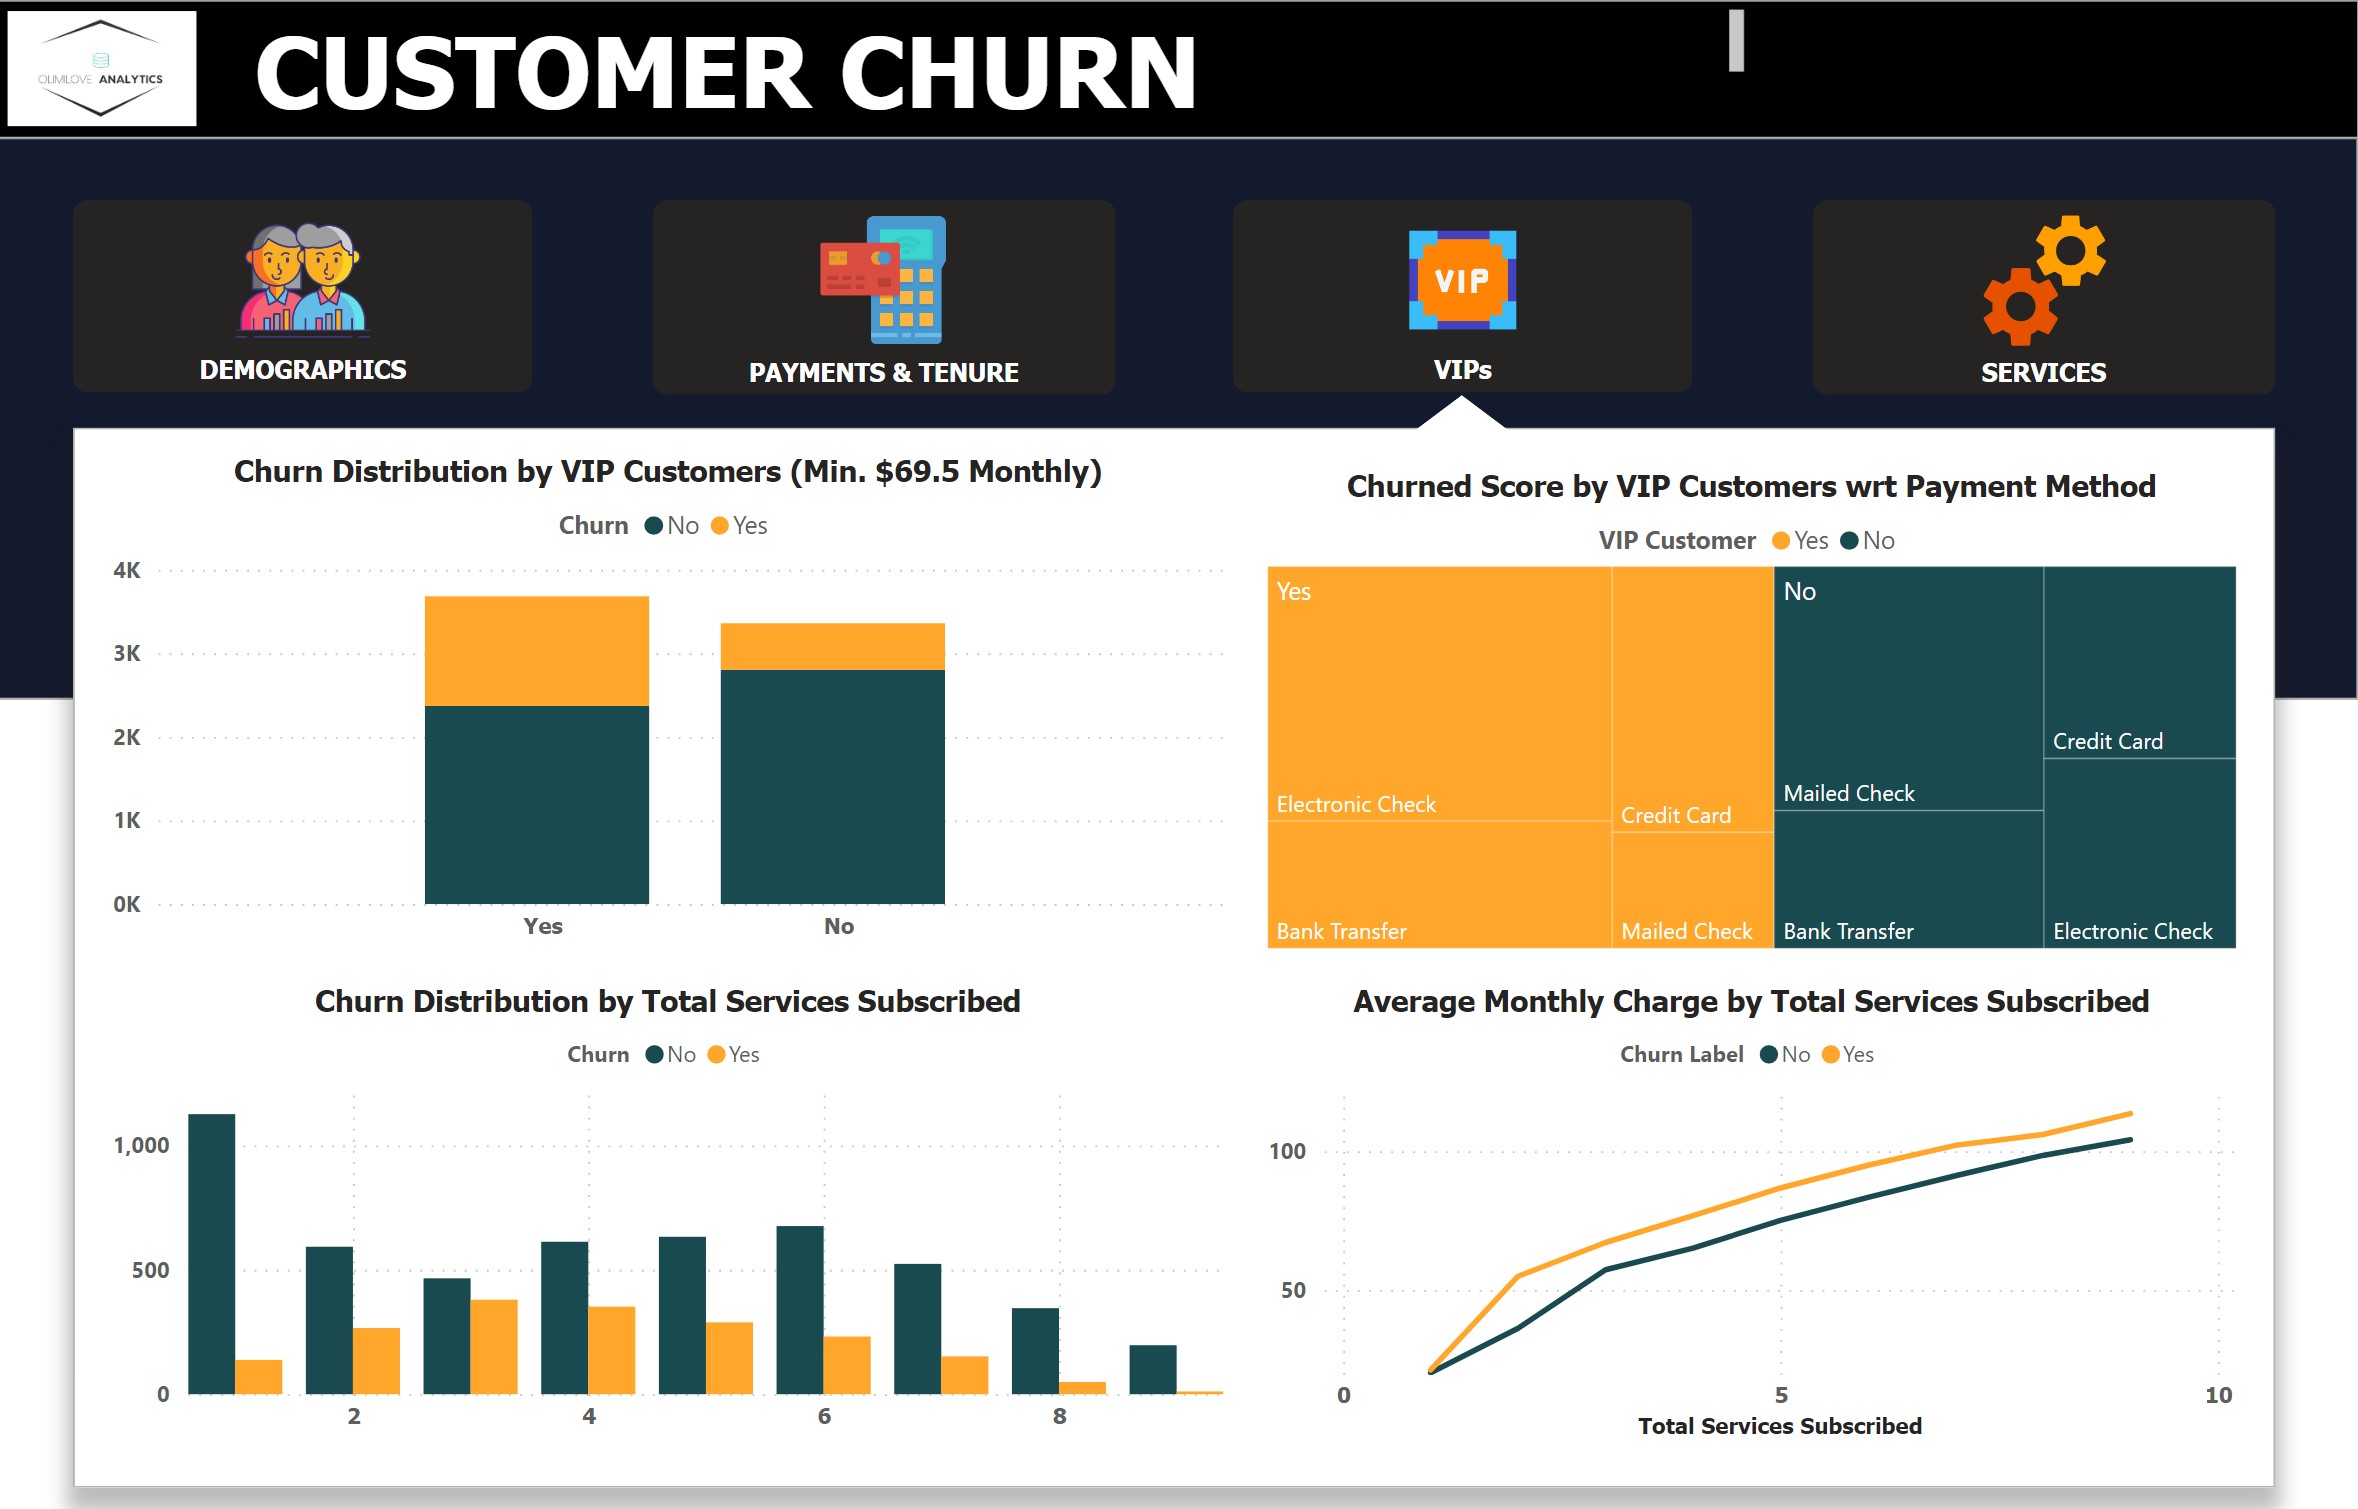 OLIMILOVE ANALYTICS
CUSTOMER CHURN
DEMOGRAPHICS
PAYMENTS & TENURE
VIP
VIPs
SERVICES
Churn Distribution by VIP Customers (Min. $69.5 Monthly)
Churn No Yes
4K
3K
2K
1K
0K
Yes No
Churned Score by VIP Customers wrt Payment Method
VIP Customer Yes No
Yes
Electronic Check
Bank Transfer
Credit Card
Mailed Check
No
Mailed Check
Bank Transfer
Credit Card
Electronic Check
Churn Distribution by Total Services Subscribed
Churn No Yes
1,000
500
0
2 4 6 8
Average Monthly Charge by Total Services Subscribed
Churn Label No Yes
100
50
0 5 10
Total Services Subscribed